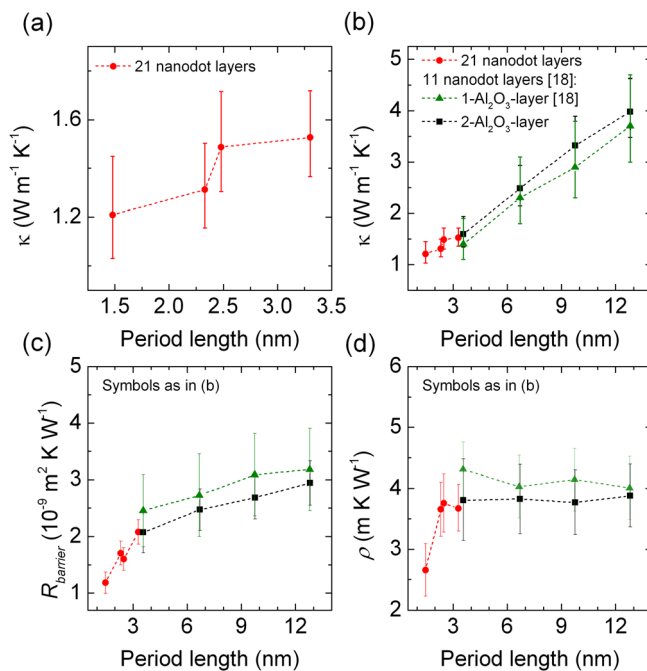 (a)
21 nanodot layers
1.6
1.2
κ (W m⁻¹ K⁻¹)
1.5 2.0 2.5 3.0 3.5
Period length (nm)
(b)
21 nanodot layers
11 nanodot layers [18]:
1-Al₂O₃-layer [18]
2-Al₂O₃-layer
5
4
3
2
1
κ (W m⁻¹ K⁻¹)
3 6 9 12
Period length (nm)
(c)
Symbols as in (b)
5
4
3
2
1
R_barrier (10⁻⁹ m² K W⁻¹)
3 6 9 12
Period length (nm)
(d)
Symbols as in (b)
6
5
4
3
2
ρ (m K W⁻¹)
3 6 9 12
Period length (nm)